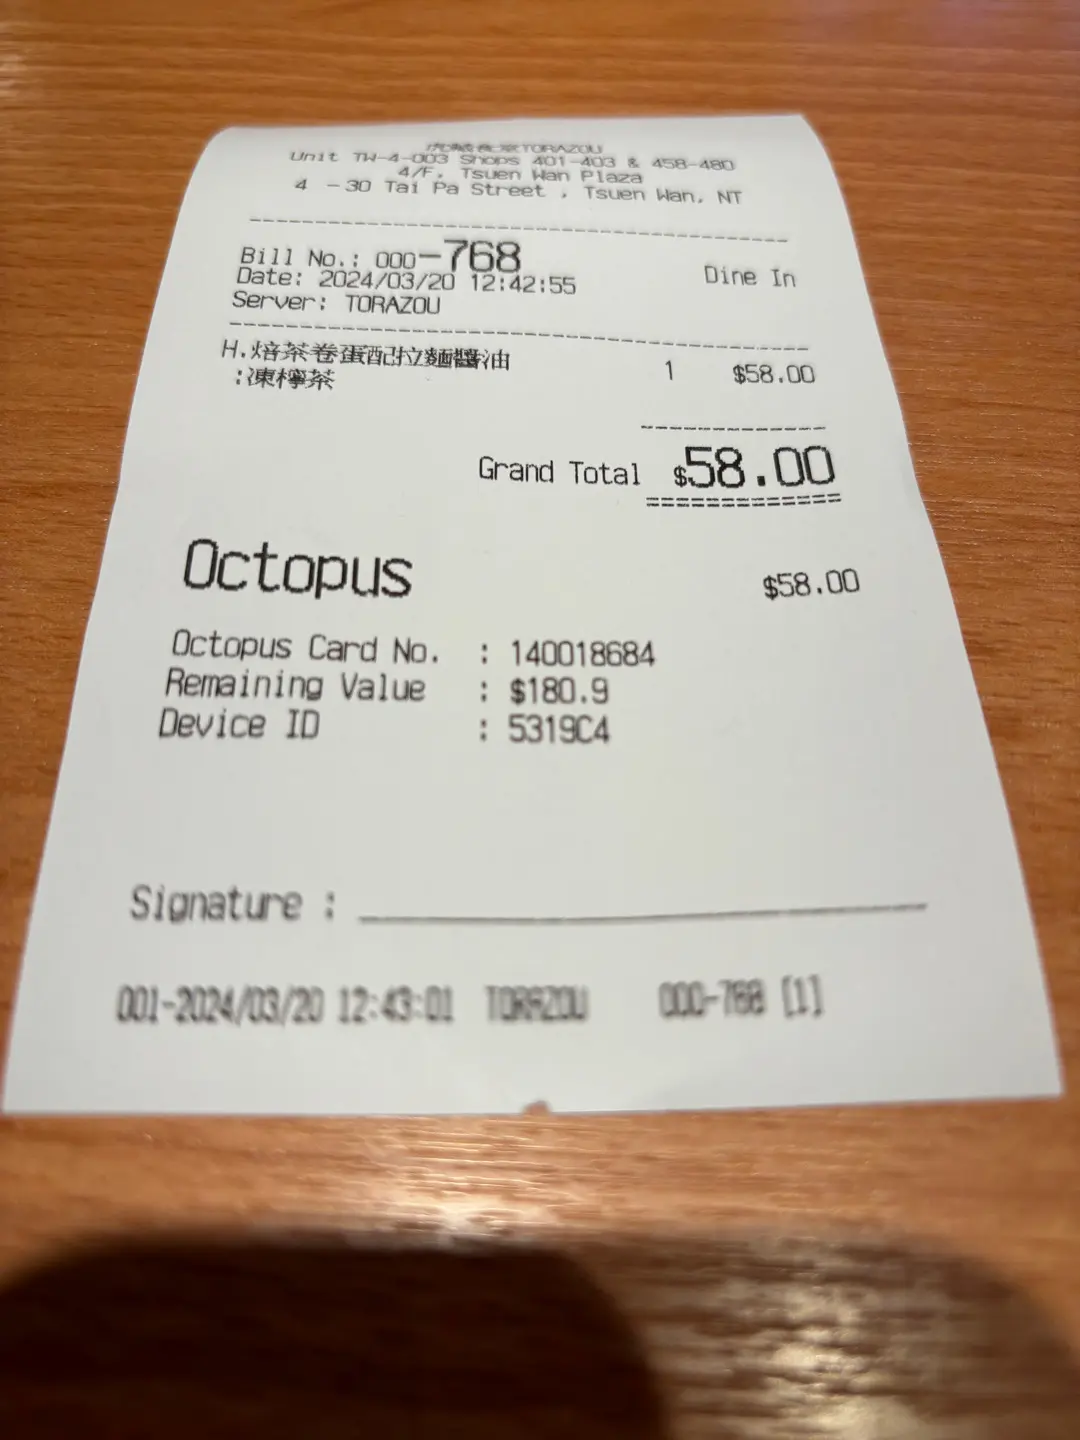 TORAZOU
Unit TW-4-003 Shops 401-403 & 458-480
4/F, Tsuen Wan Plaza
4 -30 Tai Pa Street , Tsuen Wan, NT
Bill No.: 000-768
Dine In
Date: 2024/03/20 12:42:55
Server: TORAZOU
H.焙茶卷蛋配拉麵醬油 1 $58.00
:凍檸茶
Grand Total $58.00
Octopus $58.00
Octopus Card No. : 140018684
Remaining Value : $180.9
Device ID : 5319C4
Signature :
001-2024/03/20 12:43:01 TORAZOU 000-768 [1]